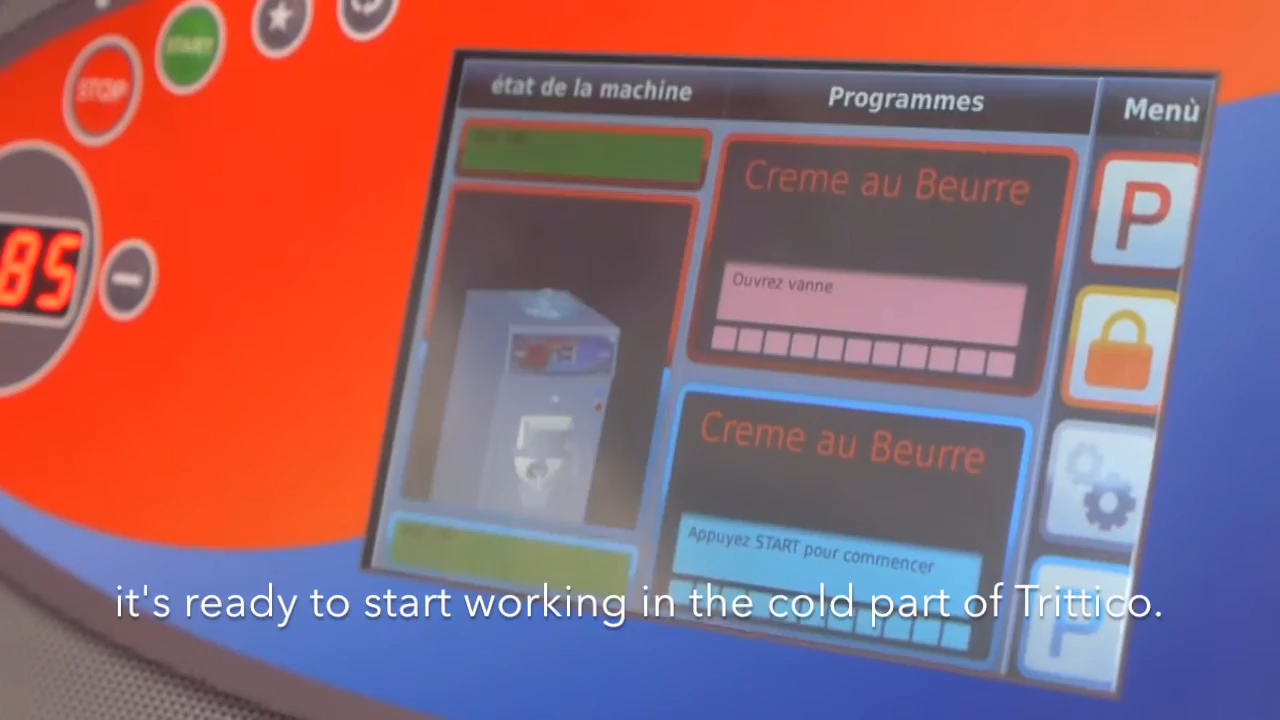 STOP
START
85
état de la machine
Programmes
Menù
Creme au Beurre
P
Ouvrez vanne
Creme au Beurre
Appuyez START pour commencer
P
it's ready to start working in the cold part of Trittico.